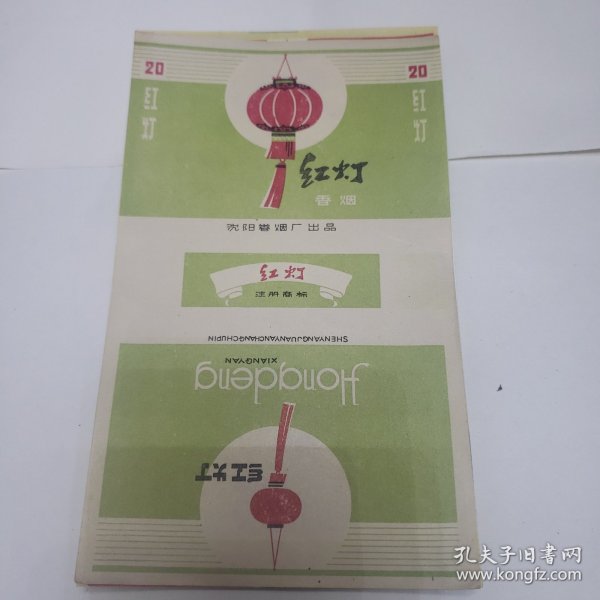 20
红灯
20
红灯
红灯
香烟
沈阳卷烟厂出品
红灯
注册商标
SHENYANGJUANYANCHANGCHUPIN
XIANGYAN
Hongdeng
红灯
孔夫子旧书网
www.kongfz.com